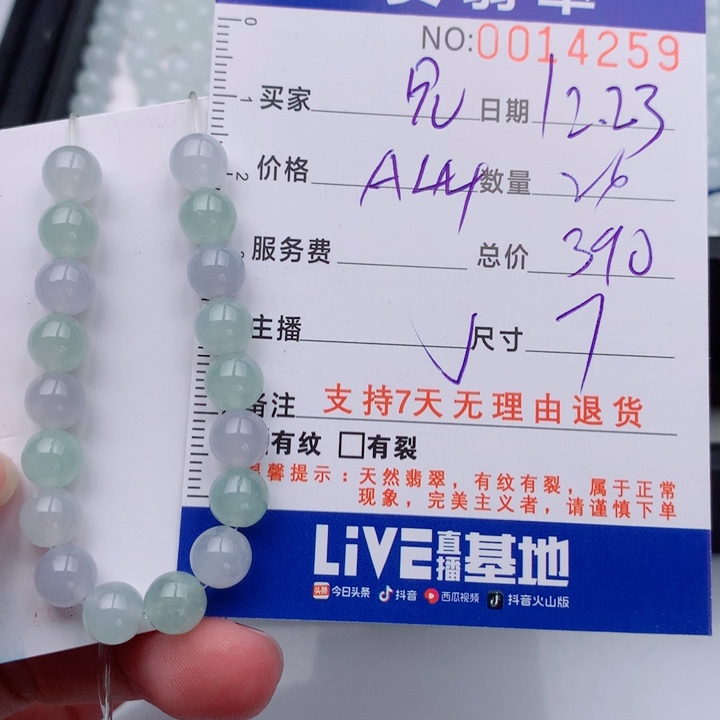 NO:0014259
买家 日期 12.23
价格 A44 数量 26
服务费 总价 390
主播 尺寸 7
备注 支持7天无理由退货
有纹 □有裂
温馨提示：天然翡翠，有纹有裂，属于正常
现象，完美主义者，请谨慎下单
LiVE直播基地
头条 今日头条 抖音 西瓜视频 抖音火山版